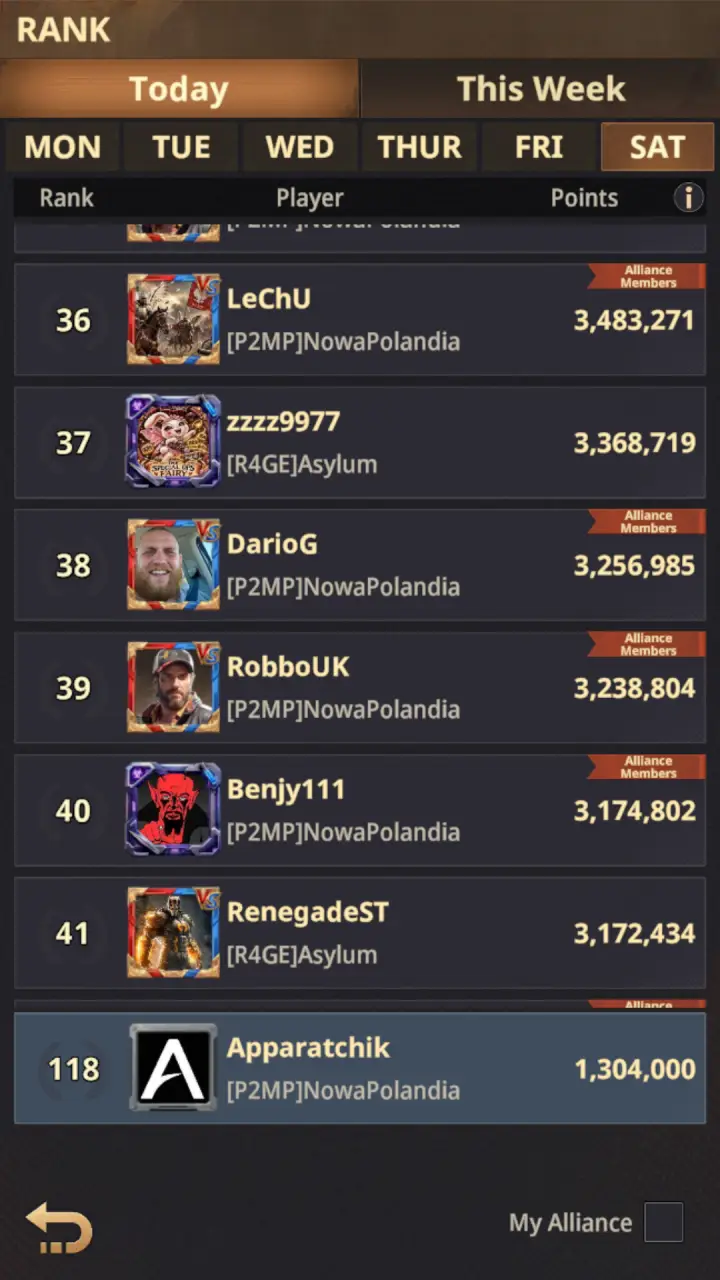 RANK
Today
This Week
MON TUE WED THUR FRI SAT
Rank Player Points i
[P2MP]NowaPolandia
Alliance
Members
36
LeChU
[P2MP]NowaPolandia
3,483,271
37
zzzz9977
[R4GE]Asylum
3,368,719
Alliance
Members
38
DarioG
[P2MP]NowaPolandia
3,256,985
Alliance
Members
39
RobboUK
[P2MP]NowaPolandia
3,238,804
Alliance
Members
40
Benjy111
[P2MP]NowaPolandia
3,174,802
41
RenegadeST
[R4GE]Asylum
3,172,434
Alliance
118
Apparatchik
[P2MP]NowaPolandia
1,304,000
My Alliance